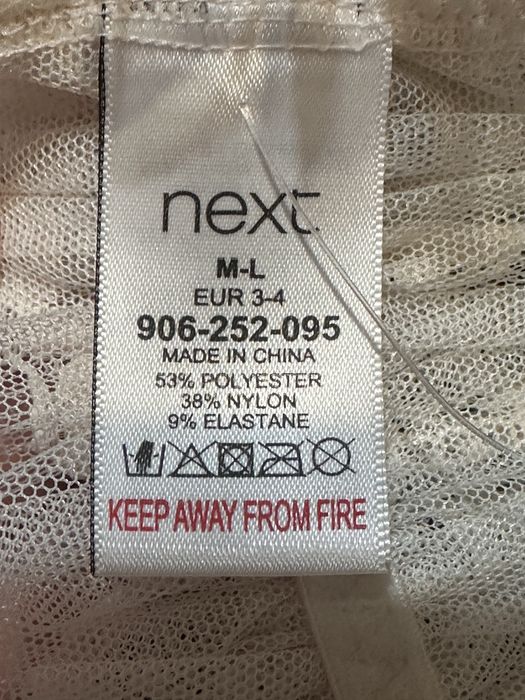 next
M-L
EUR 3-4
906-252-095
MADE IN CHINA
53% POLYESTER
38% NYLON
9% ELASTANE
KEEP AWAY FROM FIRE